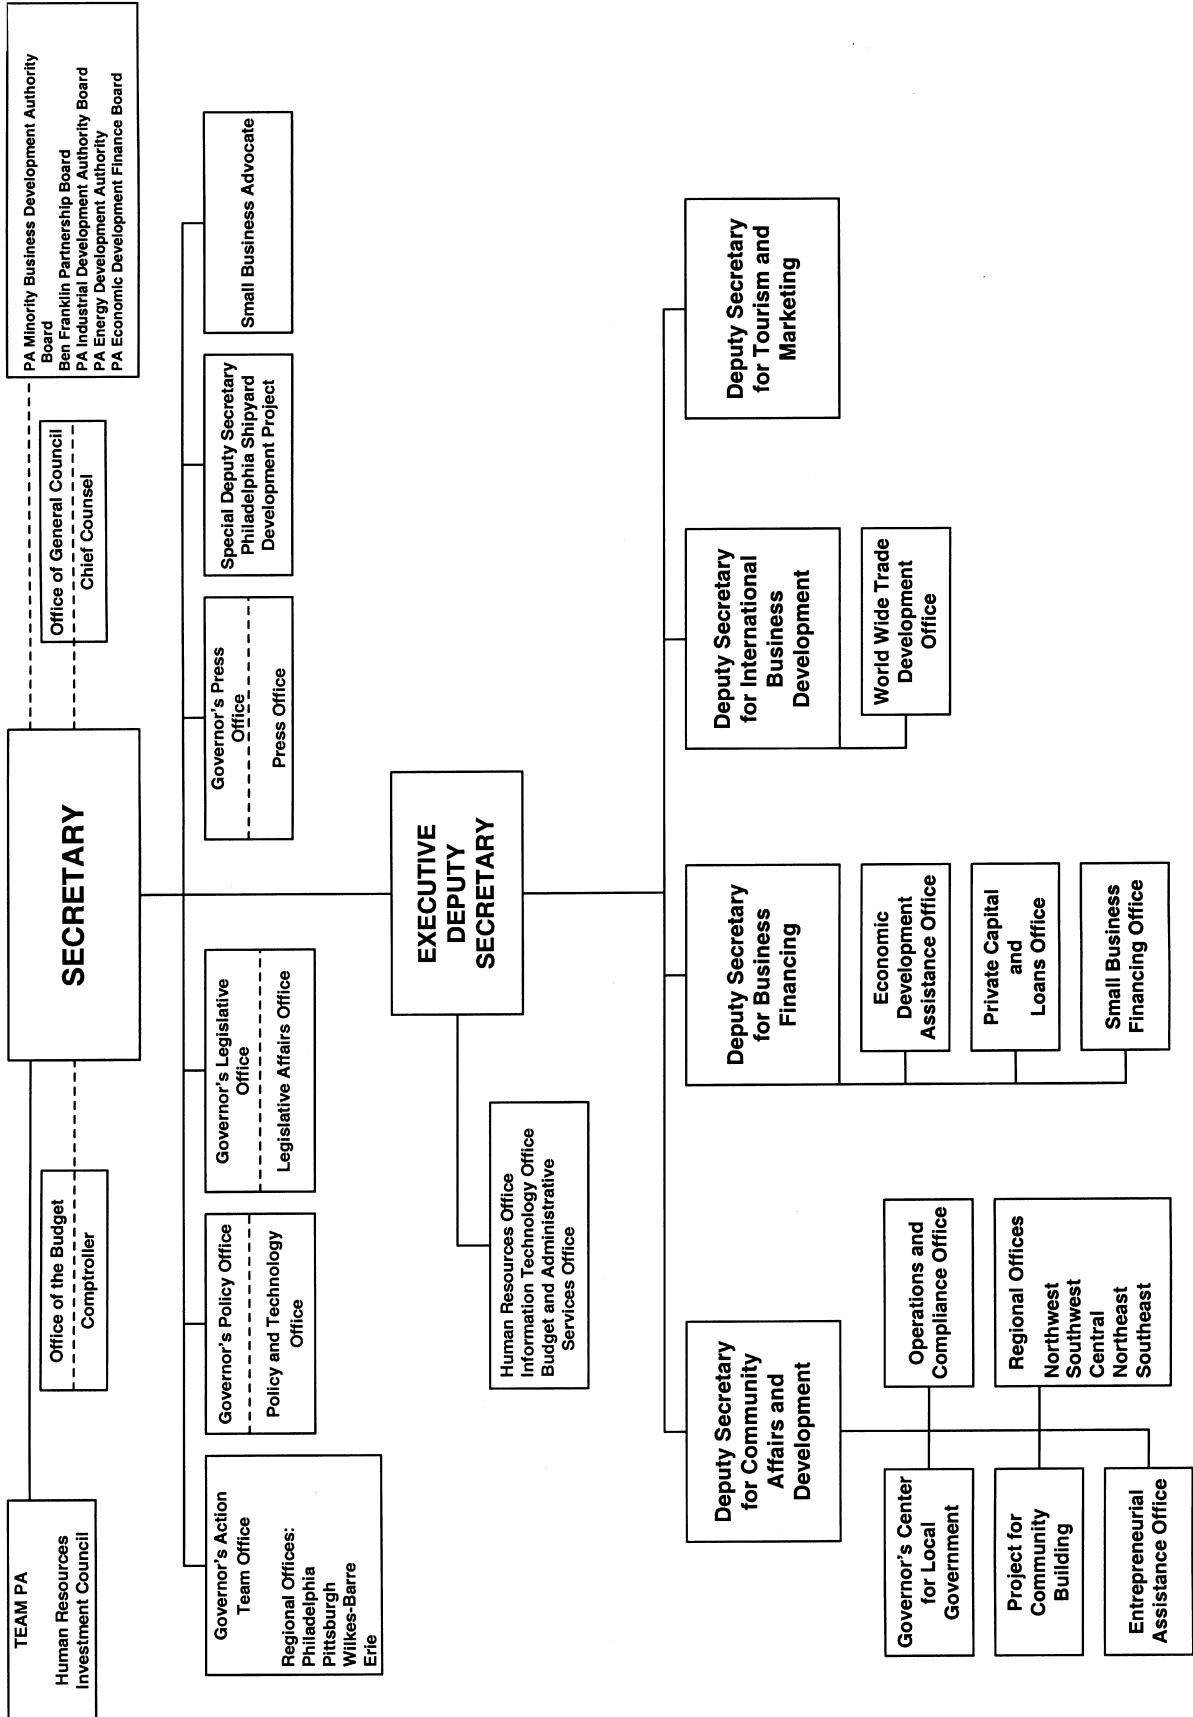 TEAM PA
Human Resources
Investment Council
Office of the Budget
Comptroller
SECRETARY
Office of General Council
Chief Counsel
PA Minority Business Development Authority
Board
Ben Franklin Partnership Board
PA Industrial Development Authority Board
PA Energy Development Authority
PA Economic Development Finance Board
Governor's Action
Team Office
Regional Offices:
Philadelphia
Pittsburgh
Wilkes-Barre
Erie
Governor's Policy Office
Policy and Technology
Office
Governor's Legislative
Office
Legislative Affairs Office
Governor's Press
Office
Press Office
Special Deputy Secretary
Philadelphia Shipyard
Development Project
Small Business Advocate
EXECUTIVE
DEPUTY
SECRETARY
Human Resources Office
Information Technology Office
Budget and Administrative
Services Office
Deputy Secretary
for Community
Affairs and
Development
Governor's Center
for Local
Government
Operations and
Compliance Office
Project for
Community
Building
Regional Offices
Northwest
Southwest
Central
Northeast
Southeast
Entrepreneurial
Assistance Office
Deputy Secretary
for Business
Financing
Economic
Development
Assistance Office
Private Capital
and
Loans Office
Small Business
Financing Office
Deputy Secretary
for International
Business
Development
World Wide Trade
Development
Office
Deputy Secretary
for Tourism and
Marketing